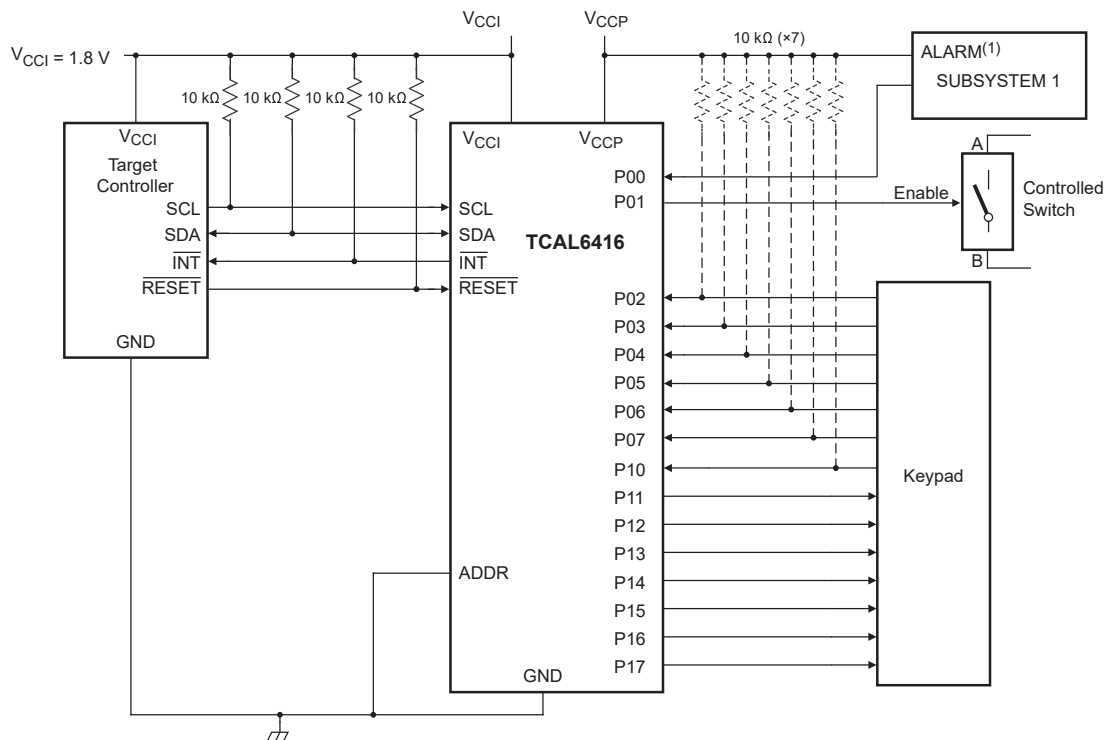 VCCI
VCCP
VCCI = 1.8 V
10 kΩ (×7)
ALARM(1)
SUBSYSTEM 1
10 kΩ
10 kΩ
10 kΩ
10 kΩ
VCCI
Target
Controller
SCL
SDA
INT
RESET
GND
VCCI
VCCP
SCL
SDA
INT
RESET
TCAL6416
ADDR
GND
P00
P01
P02
P03
P04
P05
P06
P07
P10
P11
P12
P13
P14
P15
P16
P17
Enable
A
B
Controlled
Switch
Keypad